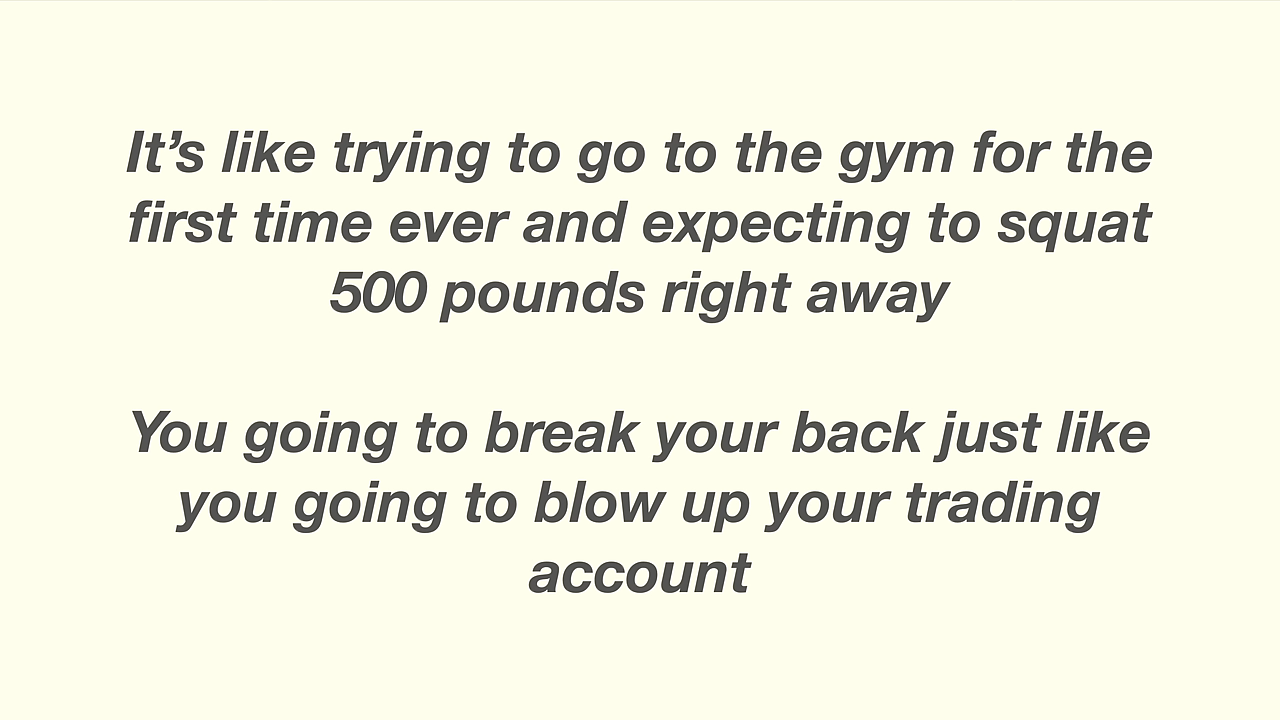 It’s like trying to go to the gym for the
first time ever and expecting to squat
500 pounds right away
You going to break your back just like
you going to blow up your trading
account